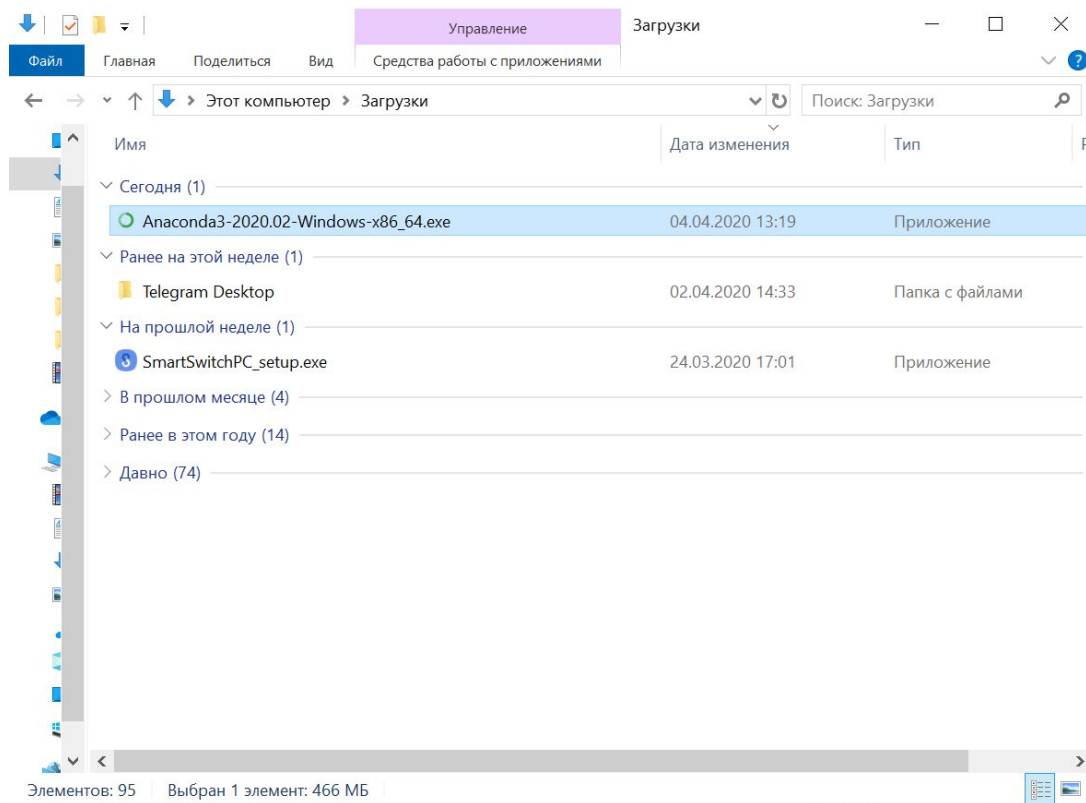 Управление Загрузки
Файл Главная Поделиться Вид Средства работы с приложениями ?
Этот компьютер Загрузки Поиск: Загрузки
Имя Дата изменения Тип
Сегодня (1)
Anaconda3-2020.02-Windows-x86_64.exe 04.04.2020 13:19 Приложение
Ранее на этой неделе (1)
Telegram Desktop 02.04.2020 14:33 Папка с файлами
На прошлой неделе (1)
SmartSwitchPC_setup.exe 24.03.2020 17:01 Приложение
В прошлом месяце (4)
Ранее в этом году (14)
Давно (74)
Элементов: 95 Выбран 1 элемент: 466 МБ